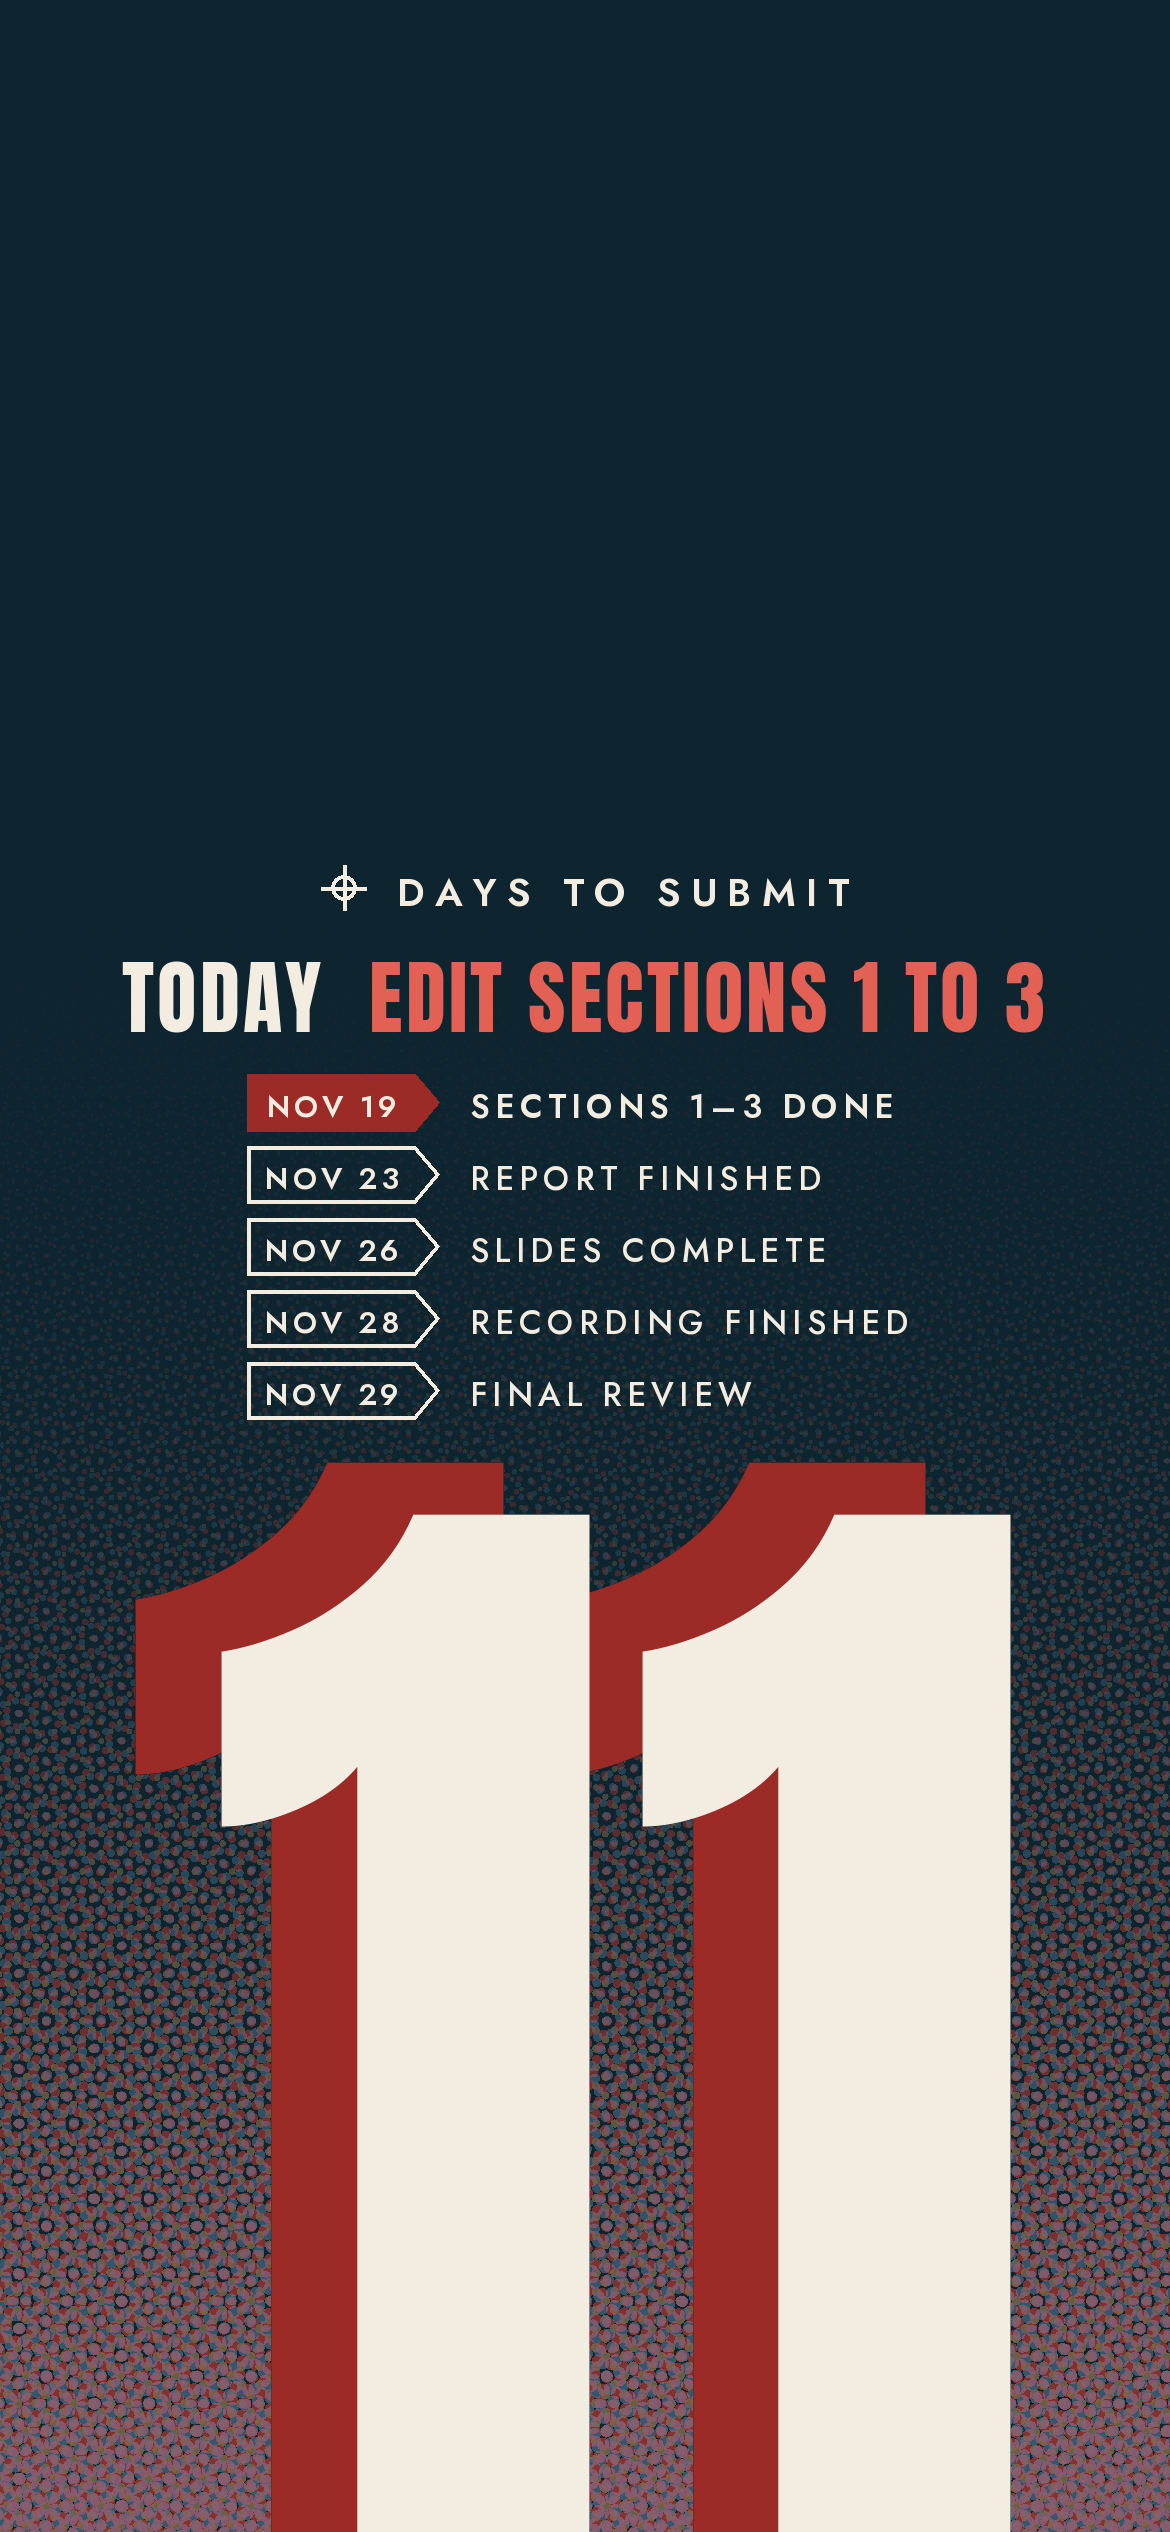 DAYS TO SUBMIT
TODAY EDIT SECTIONS 1 TO 3
NOV 19 SECTIONS 1–3 DONE
NOV 23 REPORT FINISHED
NOV 26 SLIDES COMPLETE
NOV 28 RECORDING FINISHED
NOV 29 FINAL REVIEW
11